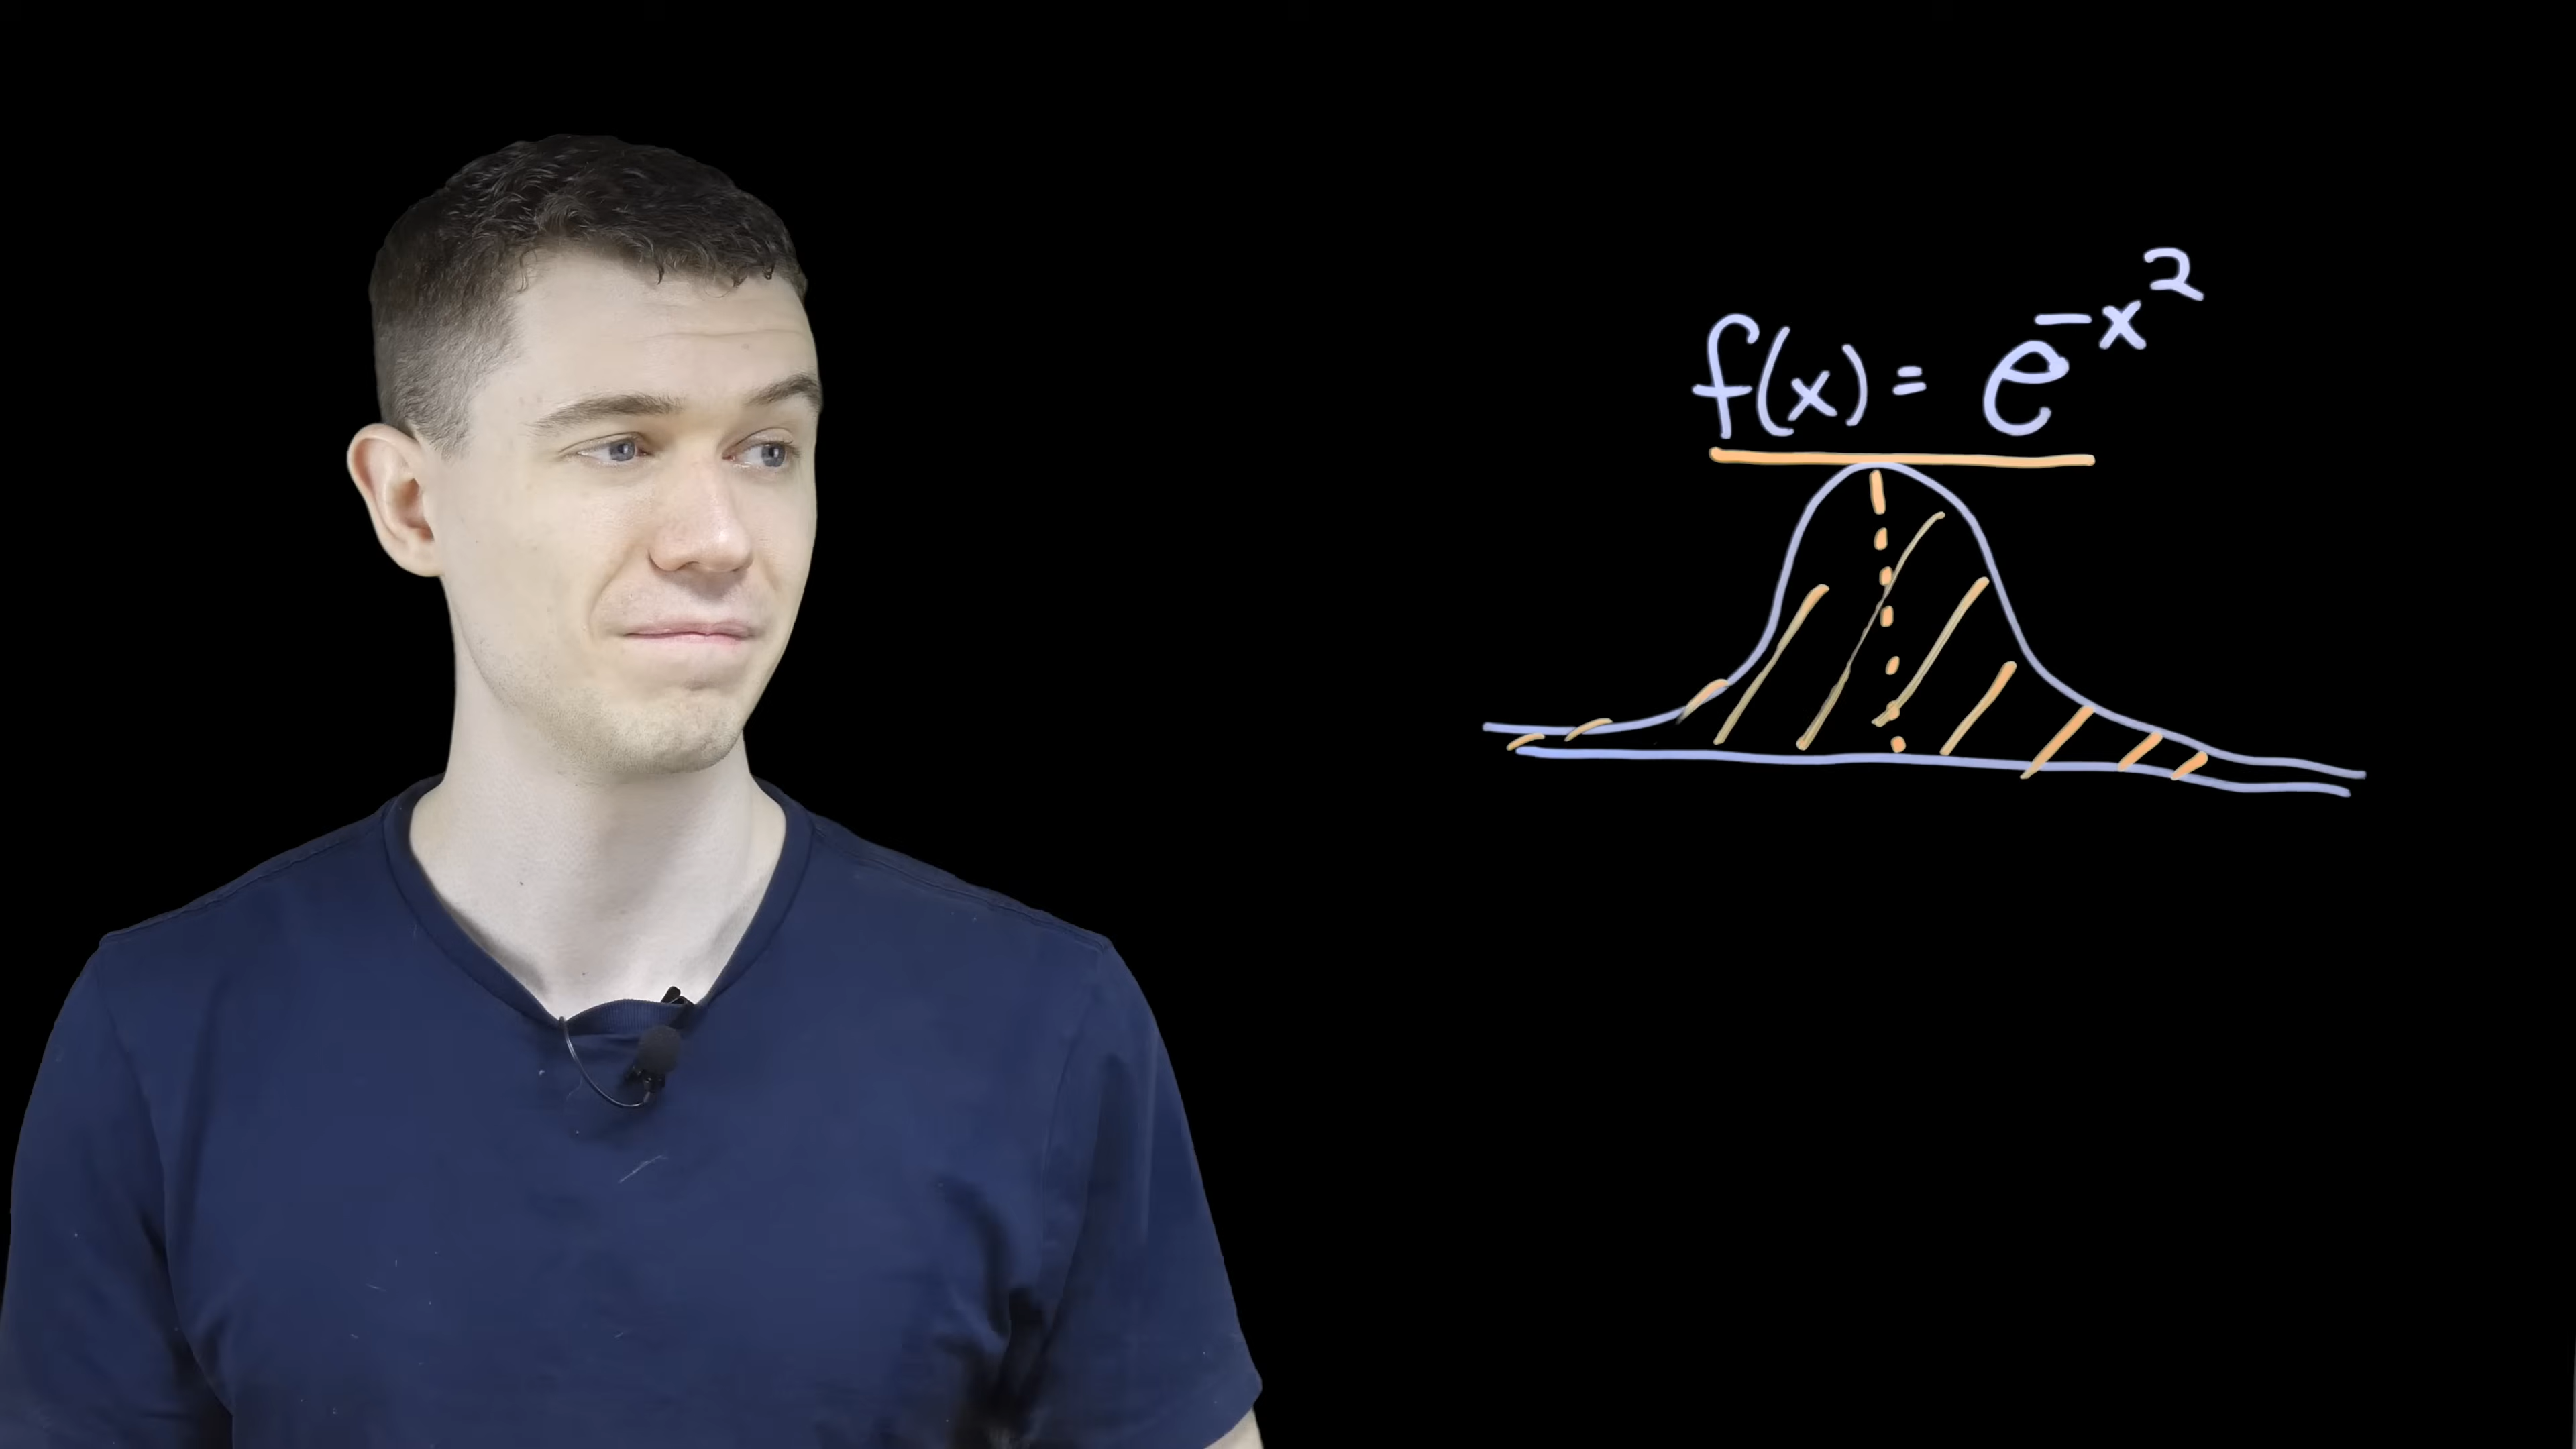 f(x) = e^{-x^2}